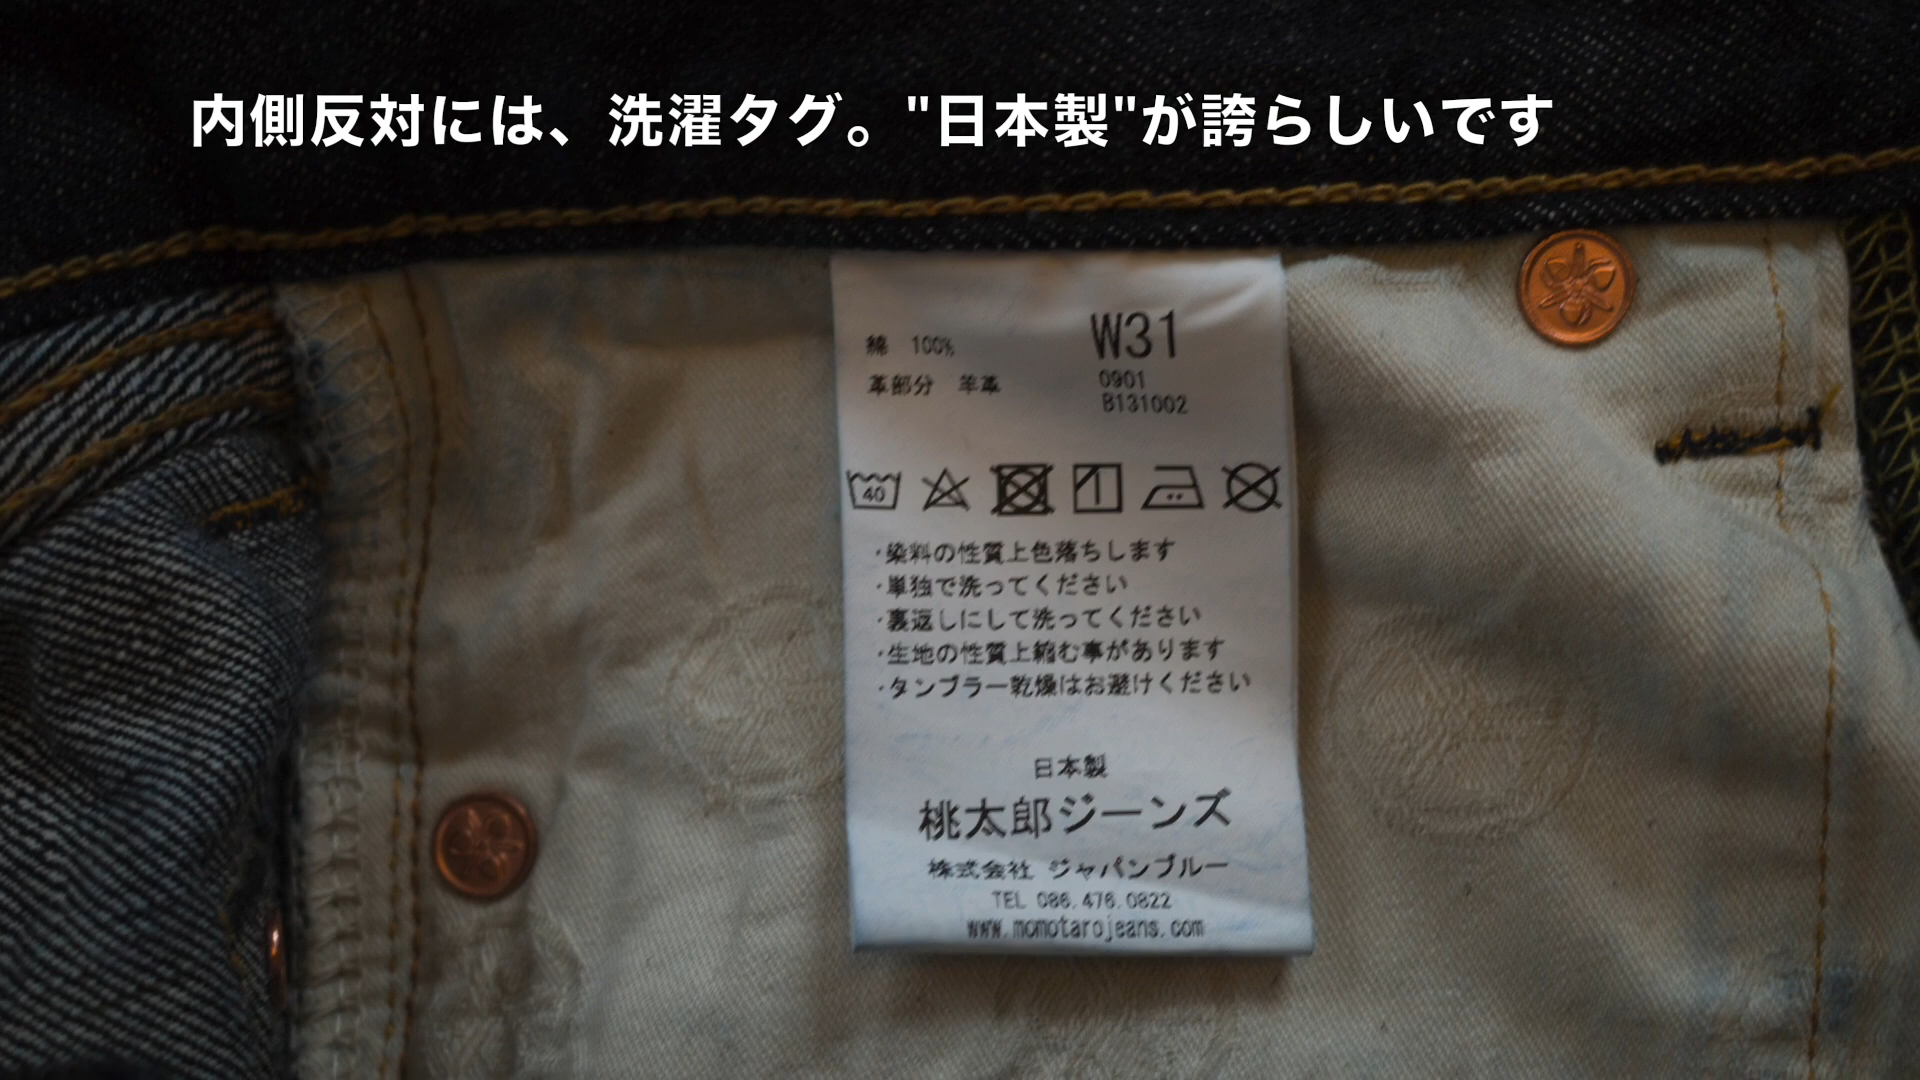 内側反対には、洗濯タグ。"日本製"が誇らしいです
綿 100%
W31
革部分 羊革
0901
B131002
40
・染料の性質上色落ちします
・単独で洗ってください
・裏返しにして洗ってください
・生地の性質上縮む事があります
・タンブラー乾燥はお避けください
日本製
桃太郎ジーンズ
株式会社 ジャパンブルー
TEL 086.476.0822
www.momotarojeans.com